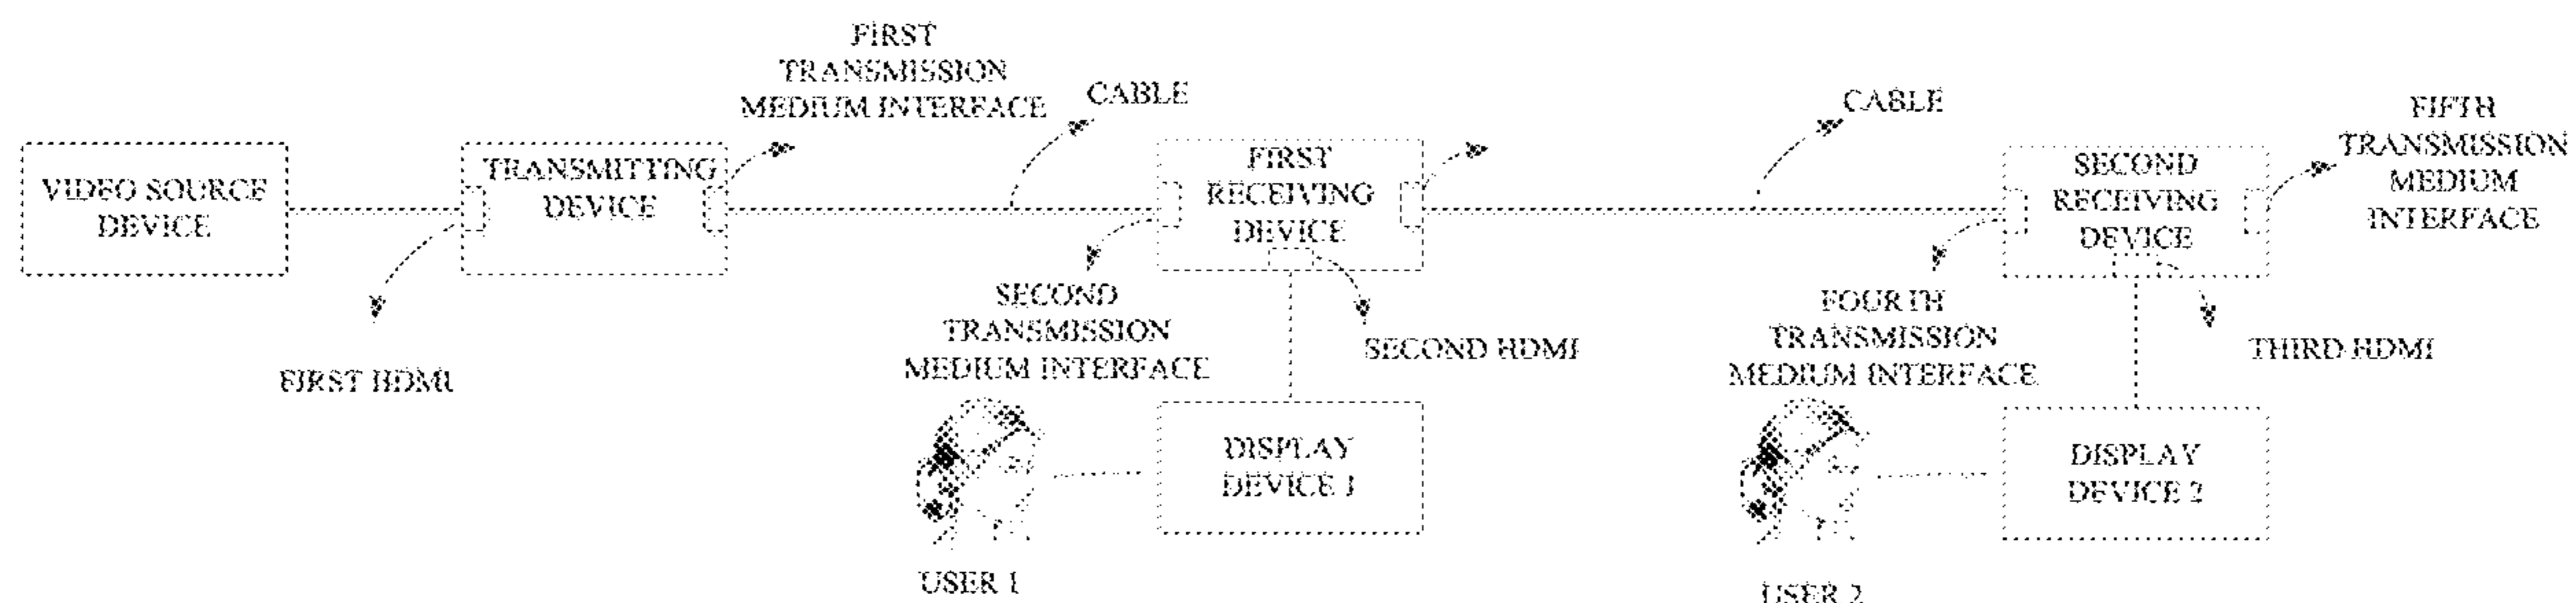 VIDEO SOURCE
DEVICE
FIRST HDMI
TRANSMITTING
DEVICE
FIRST
TRANSMISSION
MEDIUM INTERFACE
CABLE
SECOND
TRANSMISSION
MEDIUM INTERFACE
FIRST
RECEIVING
DEVICE
SECOND HDMI
DISPLAY
DEVICE 1
USER 1
CABLE
FOURTH
TRANSMISSION
MEDIUM INTERFACE
SECOND
RECEIVING
DEVICE
FIFTH
TRANSMISSION
MEDIUM
INTERFACE
THIRD HDMI
DISPLAY
DEVICE 2
USER 2